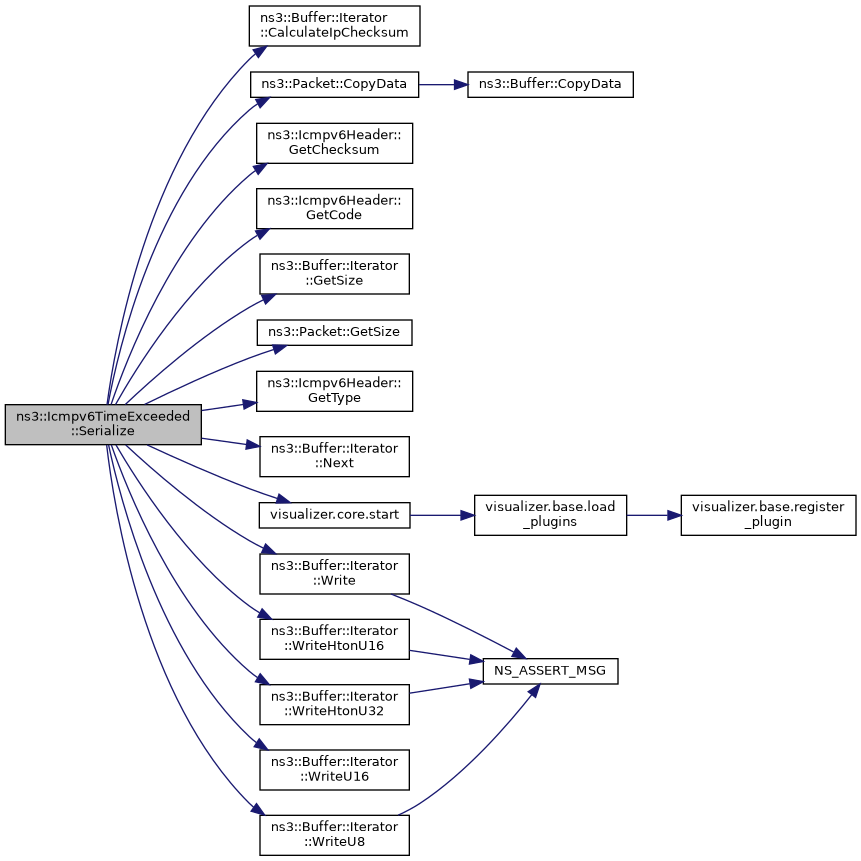 ns3::Buffer::Iterator
::CalculateIpChecksum
ns3::Packet::CopyData
ns3::Buffer::CopyData
ns3::Icmpv6Header::
GetChecksum
ns3::Icmpv6Header::
GetCode
ns3::Buffer::Iterator
::GetSize
ns3::Packet::GetSize
ns3::Icmpv6Header::
GetType
ns3::Icmpv6TimeExceeded
::Serialize
ns3::Buffer::Iterator
::Next
visualizer.core.start
visualizer.base.load
_plugins
visualizer.base.register
_plugin
ns3::Buffer::Iterator
::Write
ns3::Buffer::Iterator
::WriteHtonU16
NS_ASSERT_MSG
ns3::Buffer::Iterator
::WriteHtonU32
ns3::Buffer::Iterator
::WriteU16
ns3::Buffer::Iterator
::WriteU8